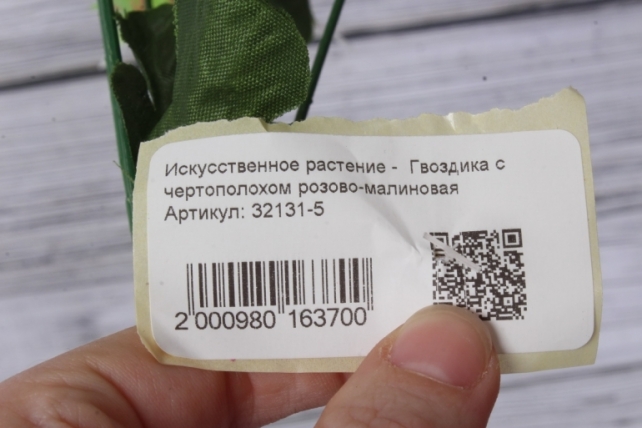 Искусственное растение - Гвоздика с
чертополохом розово-малиновая
Артикул: 32131-5
2 000980 163700